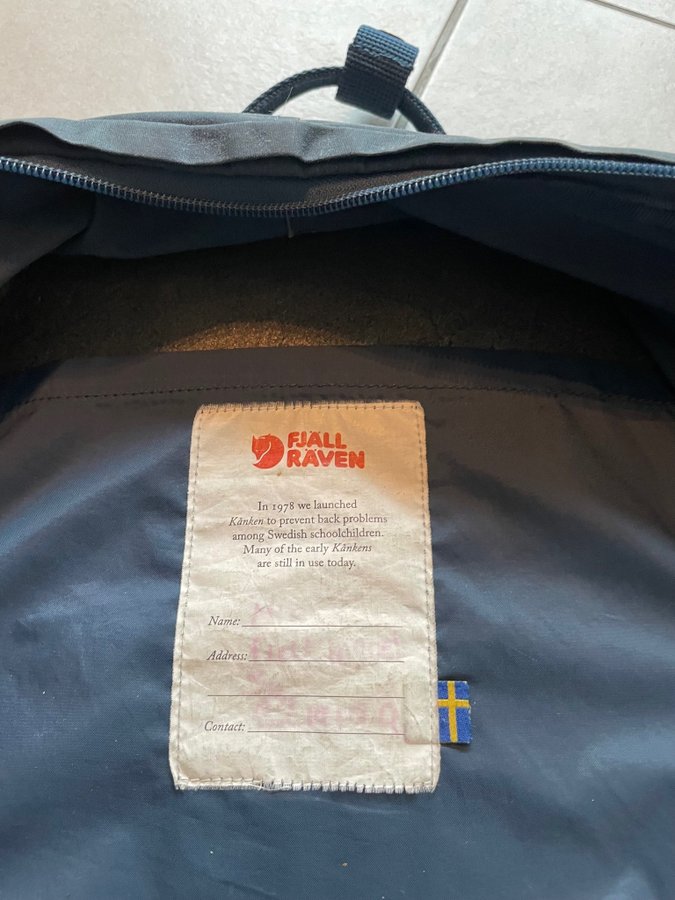 FJÄLL
RÄVEN
In 1978 we launched
Kånken to prevent back problems
among Swedish schoolchildren.
Many of the early Kånkens
are still in use today.
Name:
Address:
Contact: